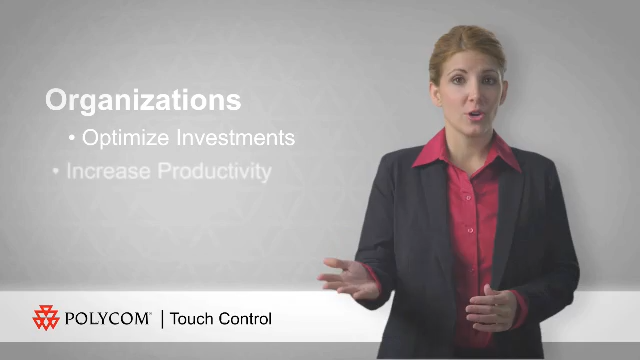 Organizations
• Optimize Investments
• Increase Productivity
POLYCOM® | Touch Control